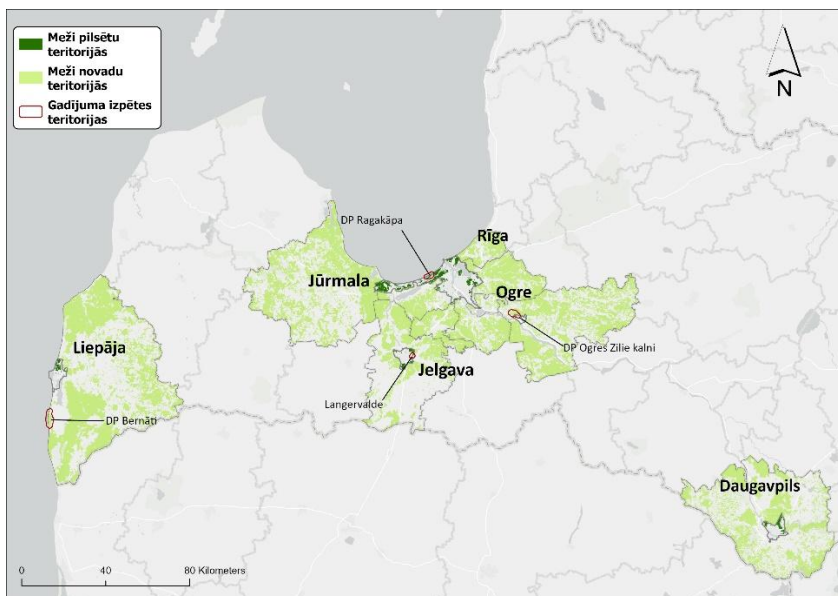 Meži pilsētu
teritorijās
Meži novadu
teritorijās
Gadījuma izpētes
teritorijas
N
DP Ragakāpa
Rīga
Jūrmala
Ogre
DP Ogres Zilie kalni
Liepāja
Jelgava
Langervalde
DP Bernāti
Daugavpils
0 40 80 Kilometers